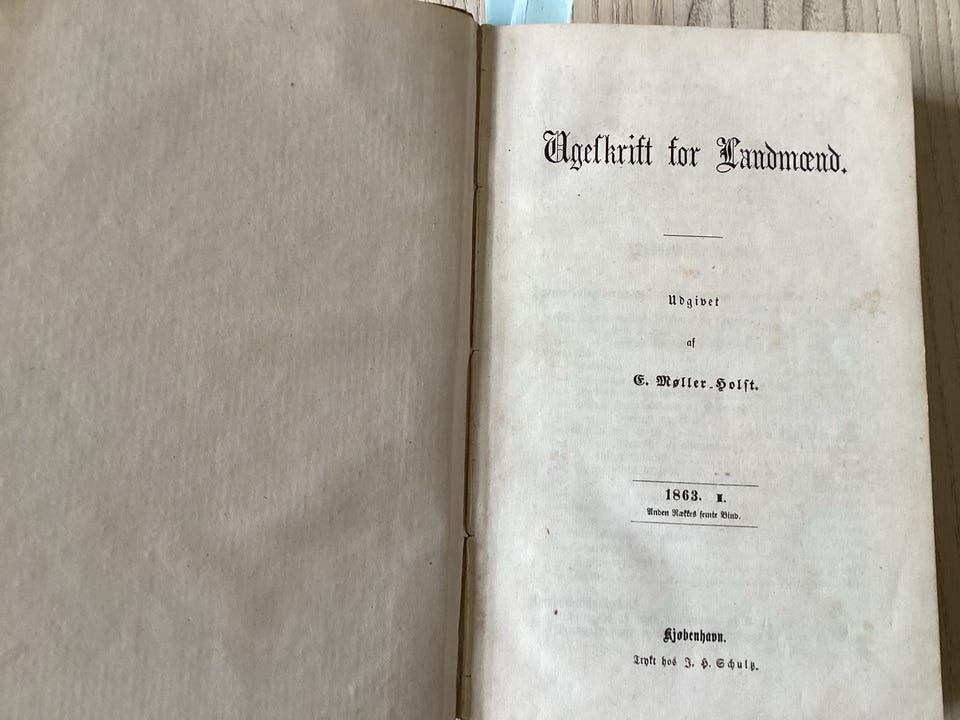 Ugeskrift for Landmænd.
Udgivet
af
E. Møller-Holst.
1863. I.
Anden Rækkes femte Bind.
Kjøbenhavn.
Trykt hos J. H. Schultz.